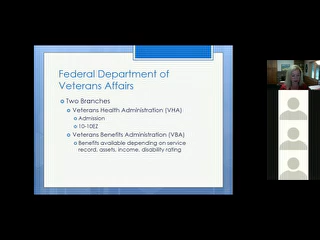 Federal Department of
Veterans Affairs
Two Branches
Veterans Health Administration (VHA)
Admission
10-10EZ
Veterans Benefits Administration (VBA)
Benefits available depending on service
record, assets, income, disability rating